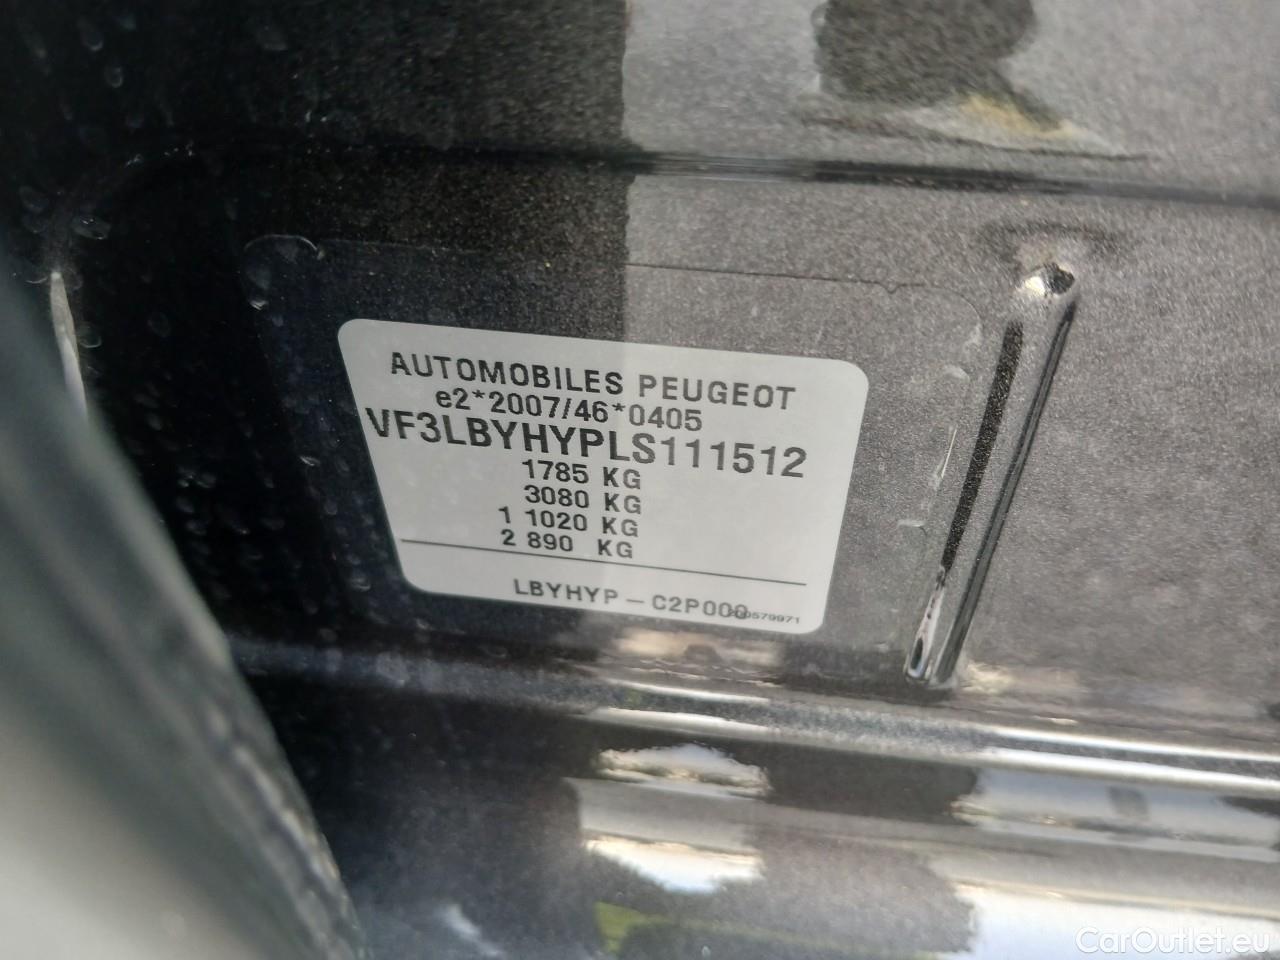 AUTOMOBILES PEUGEOT
e2*2007/46*0405
VF3LBYHYPLS111512
1785 KG
3080 KG
1 1020 KG
2 890 KG
LBYHYP - C2P000
CarOutlet.eu